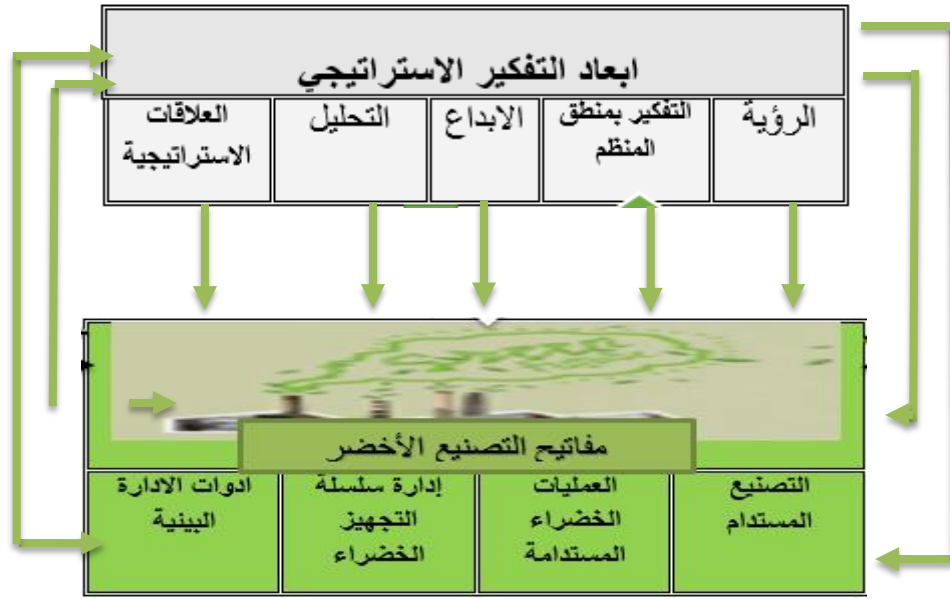 ابعاد التفكير الاستراتيجي
الرؤية
التفكير بمنطق
المنظم
الابداع
التحليل
العلاقات
الاستراتيجية
مفاتيح التصنيع الأخضر
التصنيع
المستدام
العمليات
الخضراء
المستدامة
إدارة سلسلة
التجهيز
الخضراء
ادوات الادارة
البينية